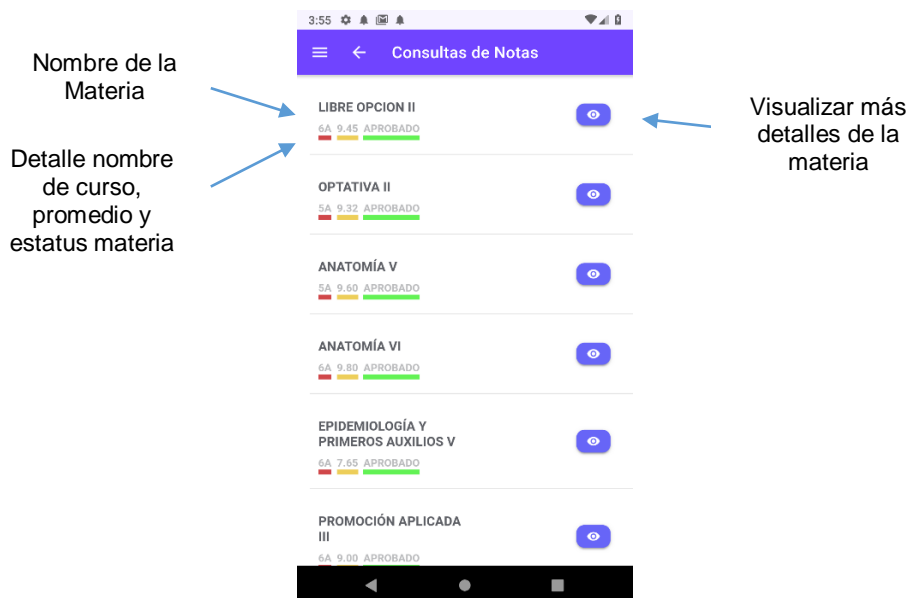 3:55
Consultas de Notas
Nombre de la
Materia
Detalle nombre
de curso,
promedio y
estatus materia
LIBRE OPCION II
6A 9.45 APROBADO
OPTATIVA II
5A 9.32 APROBADO
ANATOMÍA V
5A 9.60 APROBADO
ANATOMÍA VI
6A 9.80 APROBADO
EPIDEMIOLOGÍA Y
PRIMEROS AUXILIOS V
6A 7.65 APROBADO
PROMOCIÓN APLICADA
III
6A 9.00 APROBADO
Visualizar más
detalles de la
materia